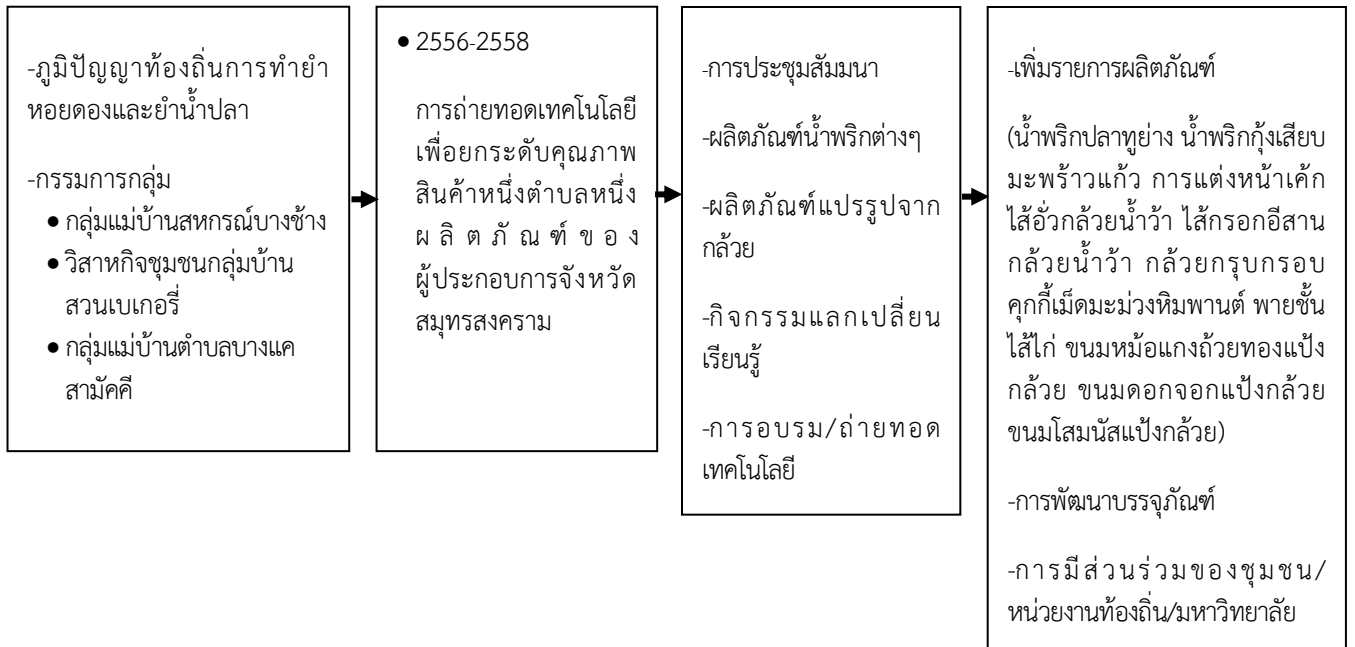 -ภูมิปัญญาท้องถิ่นการทำยำ
หอยดองและยำน้ำปลา
-กรรมการกลุ่ม
• กลุ่มแม่บ้านสหกรณ์บางช้าง
• วิสาหกิจชุมชนกลุ่มบ้าน
สวนเบเกอรี่
• กลุ่มแม่บ้านตำบลบางแค
สามัคคี
• 2556-2558
การถ่ายทอดเทคโนโลยี
เพื่อยกระดับคุณภาพ
สินค้าหนึ่งตำบลหนึ่ง
ผลิตภัณฑ์ของ
ผู้ประกอบการจังหวัด
สมุทรสงคราม
-การประชุมสัมมนา
-ผลิตภัณฑ์น้ำพริกต่างๆ
-ผลิตภัณฑ์แปรรูปจาก
กล้วย
-กิจกรรมแลกเปลี่ยน
เรียนรู้
-การอบรม/ถ่ายทอด
เทคโนโลยี
-เพิ่มรายการผลิตภัณฑ์
(น้ำพริกปลาทูย่าง น้ำพริกกุ้งเสียบ
มะพร้าวแก้ว การแต่งหน้าเค้ก
ไส้อั่วกล้วยน้ำว้า ไส้กรอกอีสาน
กล้วยน้ำว้า กล้วยกรุบกรอบ
คุกกี้เม็ดมะม่วงหิมพานต์ พายชั้น
ไส้ไก่ ขนมหม้อแกงถ้วยทองแป้ง
กล้วย ขนมดอกจอกแป้งกล้วย
ขนมโสมนัสแป้งกล้วย)
-การพัฒนาบรรจุภัณฑ์
-การมีส่วนร่วมของชุมชน/
หน่วยงานท้องถิ่น/มหาวิทยาลัย